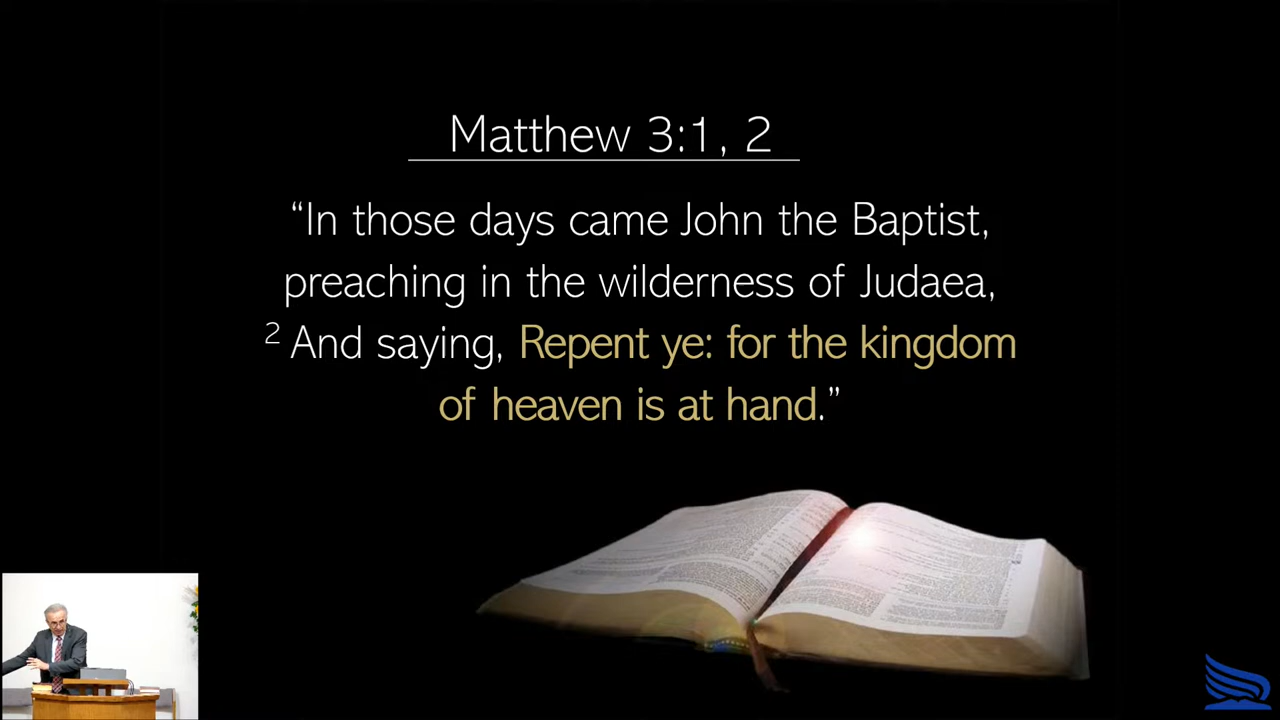 Matthew 3:1, 2
“In those days came John the Baptist,
preaching in the wilderness of Judaea,
2 And saying, Repent ye: for the kingdom
of heaven is at hand.”